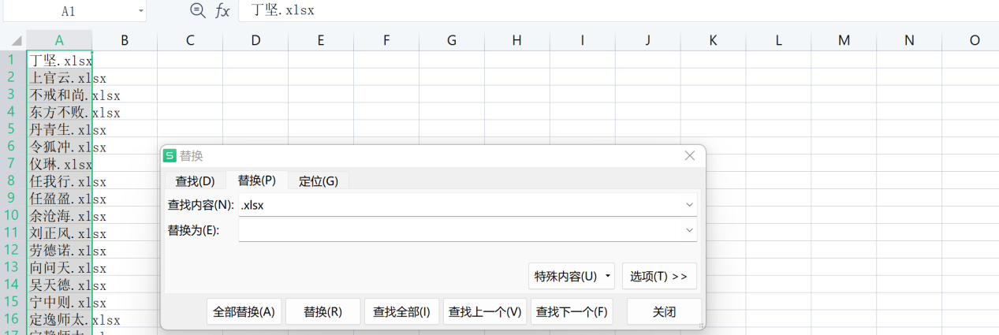 A1 fx 丁坚.xlsx
A B C D E F G H I J K L M N O
1 丁坚.xlsx
2 上官云.xlsx
3 不戒和尚.xlsx
4 东方不败.xlsx
5 丹青生.xlsx
6 令狐冲.xlsx
7 仪琳.xlsx
8 任我行.xlsx
9 任盈盈.xlsx
10 余沧海.xlsx
11 刘正风.xlsx
12 劳德诺.xlsx
13 向问天.xlsx
14 吴天德.xlsx
15 宁中则.xlsx
16 定逸师太.xlsx
17
S 替换
查找(D) 替换(P) 定位(G)
查找内容(N): .xlsx
替换为(E):
特殊内容(U) 选项(T) >>
全部替换(A) 替换(R) 查找全部(I) 查找上一个(V) 查找下一个(F) 关闭